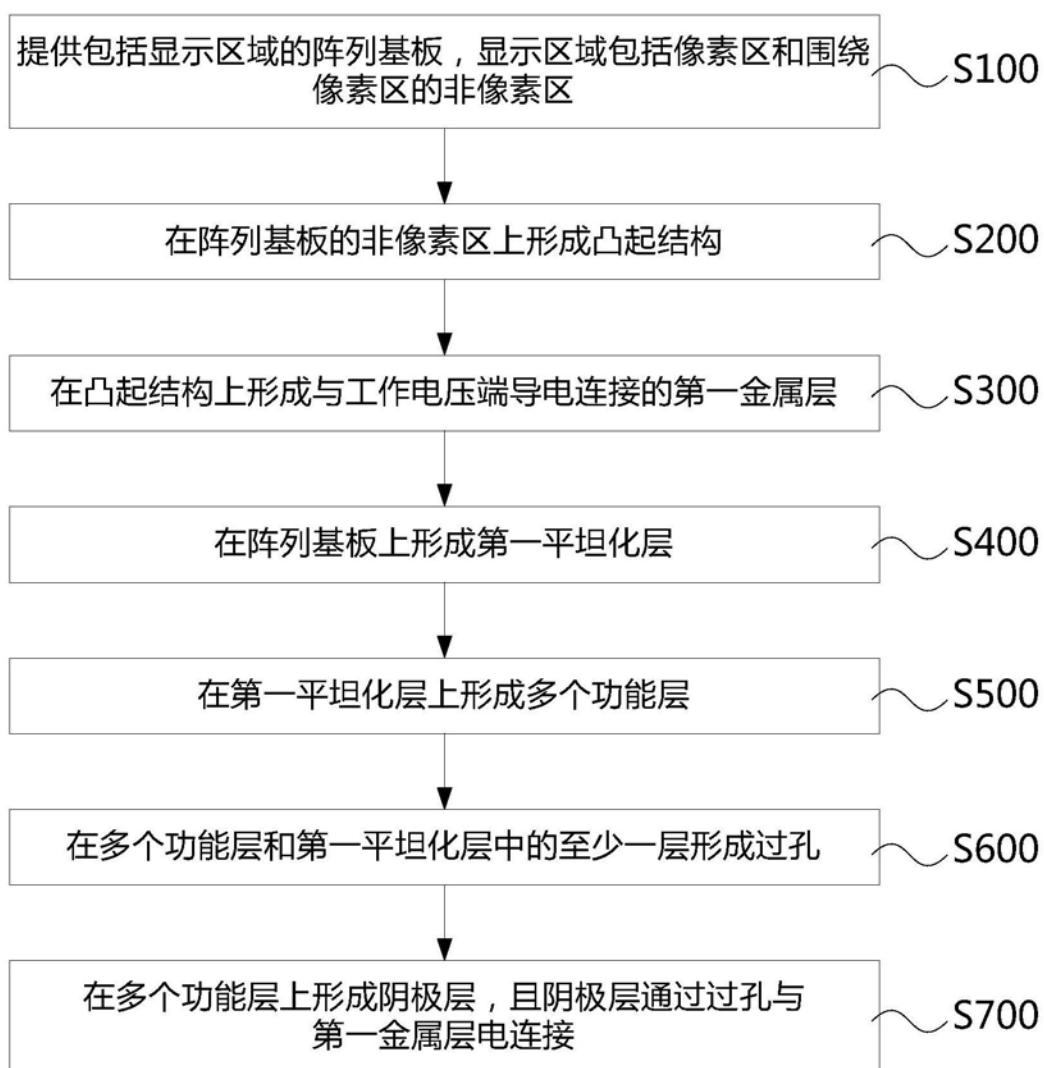 提供包括显示区域的阵列基板，显示区域包括像素区和围绕
像素区的非像素区
S100
在阵列基板的非像素区上形成凸起结构
S200
在凸起结构上形成与工作电压端导电连接的第一金属层
S300
在阵列基板上形成第一平坦化层
S400
在第一平坦化层上形成多个功能层
S500
在多个功能层和第一平坦化层中的至少一层形成过孔
S600
在多个功能层上形成阴极层，且阴极层通过过孔与
第一金属层电连接
S700